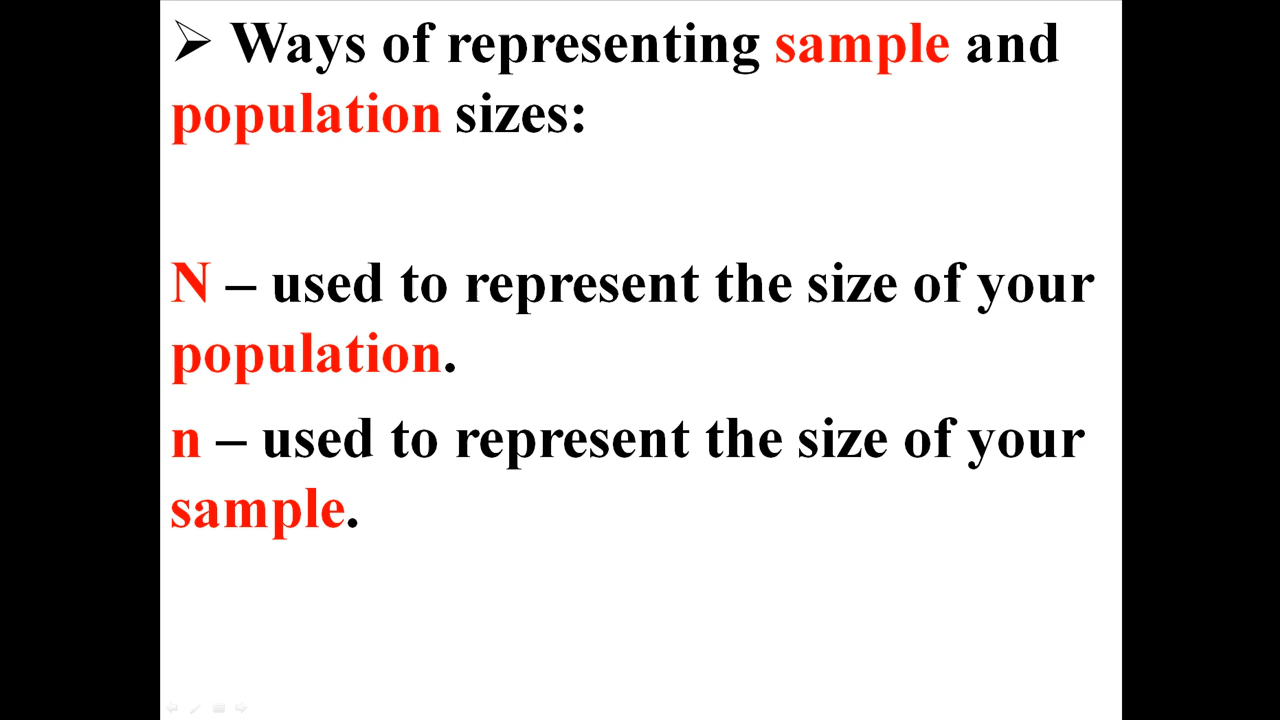 ➢ Ways of representing sample and
population sizes:
N – used to represent the size of your
population.
n – used to represent the size of your
sample.